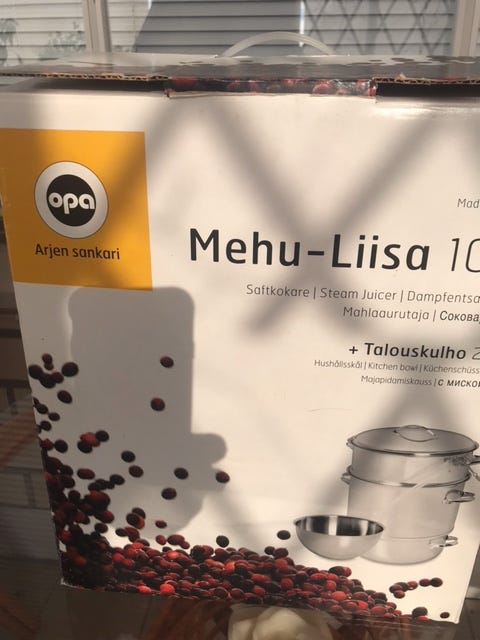 opa
Arjen sankari
Mad
Mehu-Liisa 10
Saftkokare | Steam Juicer | Dampfentsa
Mahlaaurutaja | Сокова
+ Talouskulho 2
Hushållsskål | Kitchen bowl | Küchenschüss
Majapidamiskauss | С МИСКО